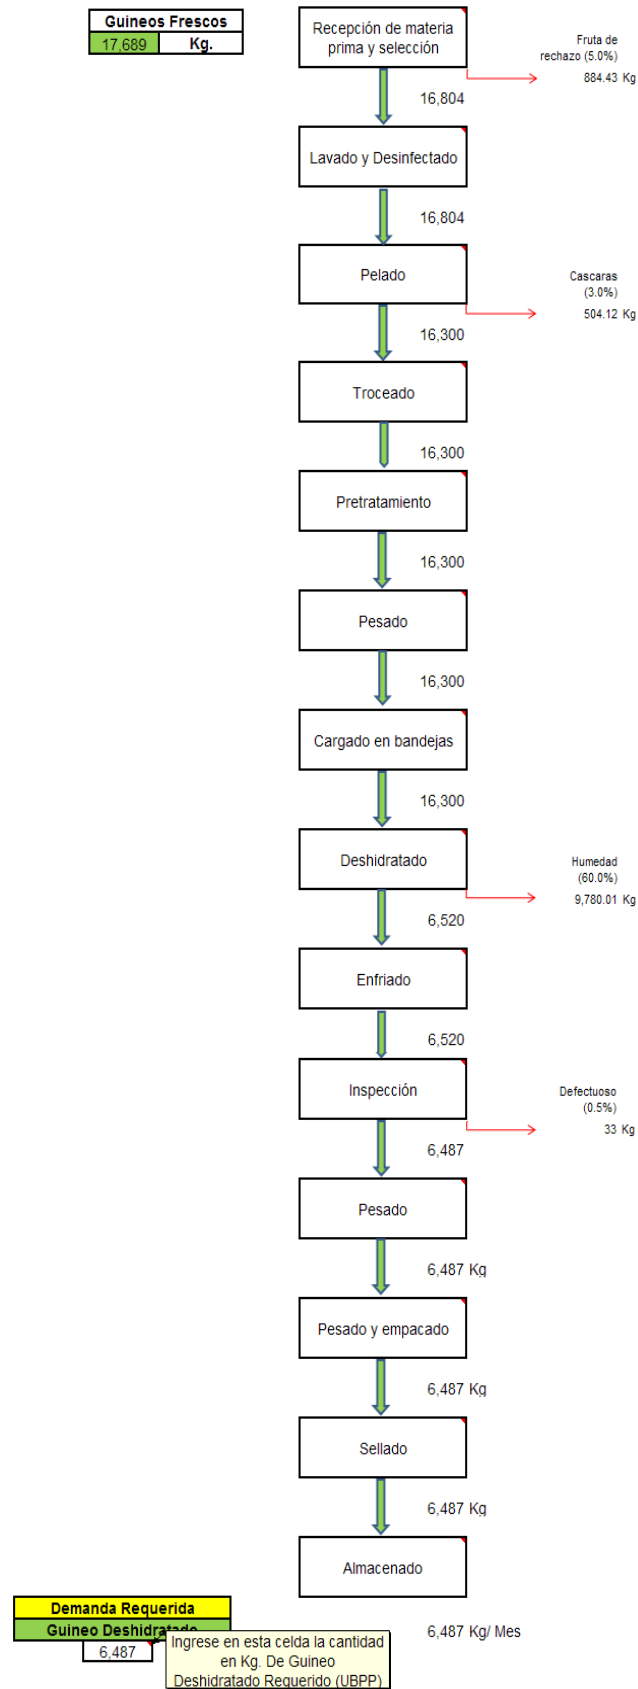 Guineos Frescos
17,689 Kg.
Recepción de materia
prima y selección
Fruta de
rechazo (5.0%)
884.43 Kg
16,804
Lavado y Desinfectado
16,804
Pelado
Cascaras
(3.0%)
504.12 Kg
16,300
Troceado
16,300
Pretratamiento
16,300
Pesado
16,300
Cargado en bandejas
16,300
Deshidratado
Humedad
(60.0%)
9,780.01 Kg
6,520
Enfriado
6,520
Inspección
Defectuoso
(0.5%)
33 Kg
6,487
Pesado
6,487 Kg
Pesado y empacado
6,487 Kg
Sellado
6,487 Kg
Almacenado
6,487 Kg/ Mes
Demanda Requerida
Guineo Deshidratado
6,487
Ingrese en esta celda la cantidad
en Kg. De Guineo
Deshidratado Requerido (UBPP)